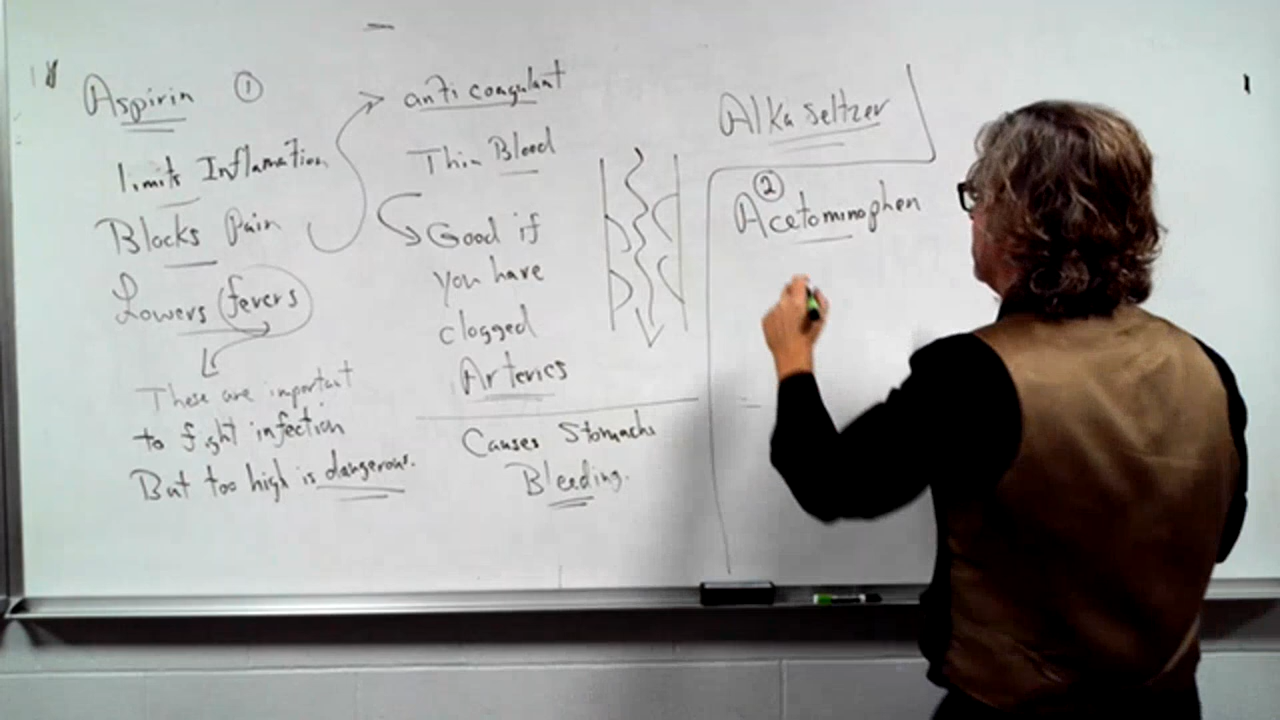 Aspirin ①
limits Inflamation
Blocks Pain
Lowers fevers
These are important
to fight infection
But too high is dangerous.
anti coagulant
Thin Blood
Good if
you have
clogged
Arteries
Causes Stomachs
Bleeding.
Alka Seltzer
②
Acetominophen